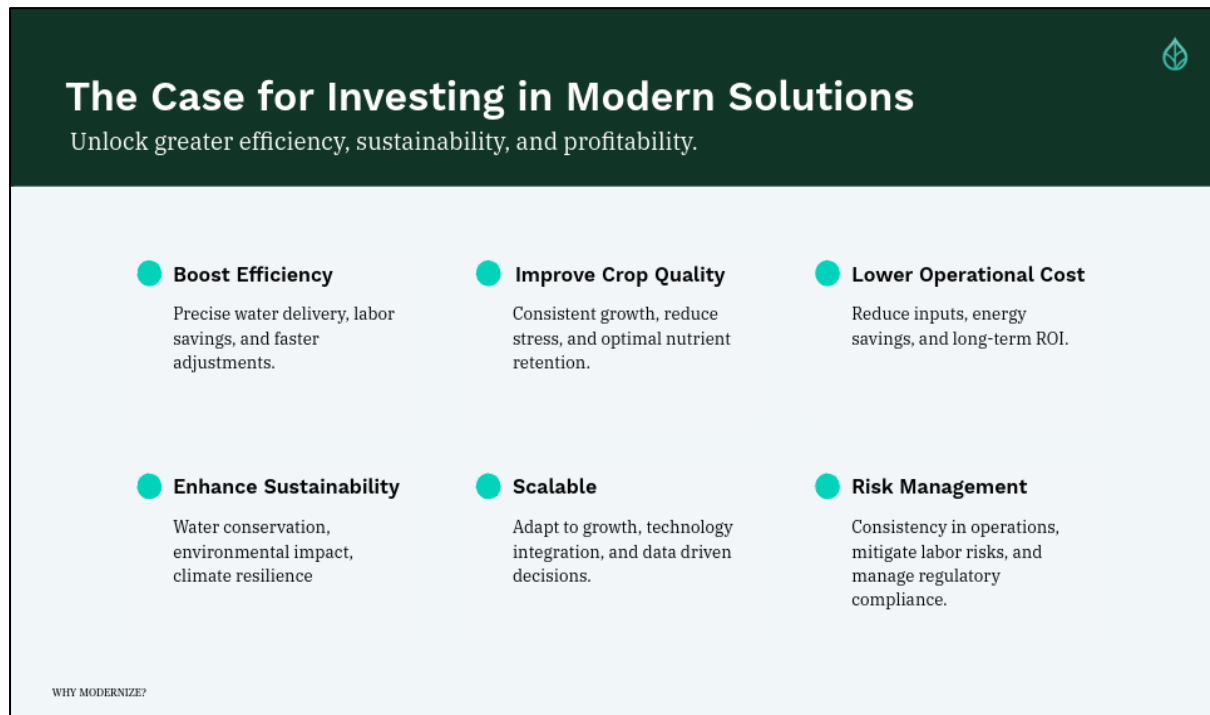 The Case for Investing in Modern Solutions
Unlock greater efficiency, sustainability, and profitability.
Boost Efficiency
Precise water delivery, labor
savings, and faster
adjustments.
Improve Crop Quality
Consistent growth, reduce
stress, and optimal nutrient
retention.
Lower Operational Cost
Reduce inputs, energy
savings, and long-term ROI.
Enhance Sustainability
Water conservation,
environmental impact,
climate resilience
Scalable
Adapt to growth, technology
integration, and data driven
decisions.
Risk Management
Consistency in operations,
mitigate labor risks, and
manage regulatory
compliance.
WHY MODERNIZE?